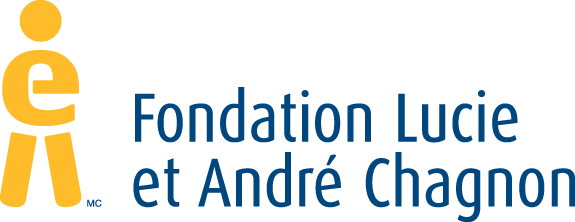 e
Fondation Lucie
et André Chagnon
MC